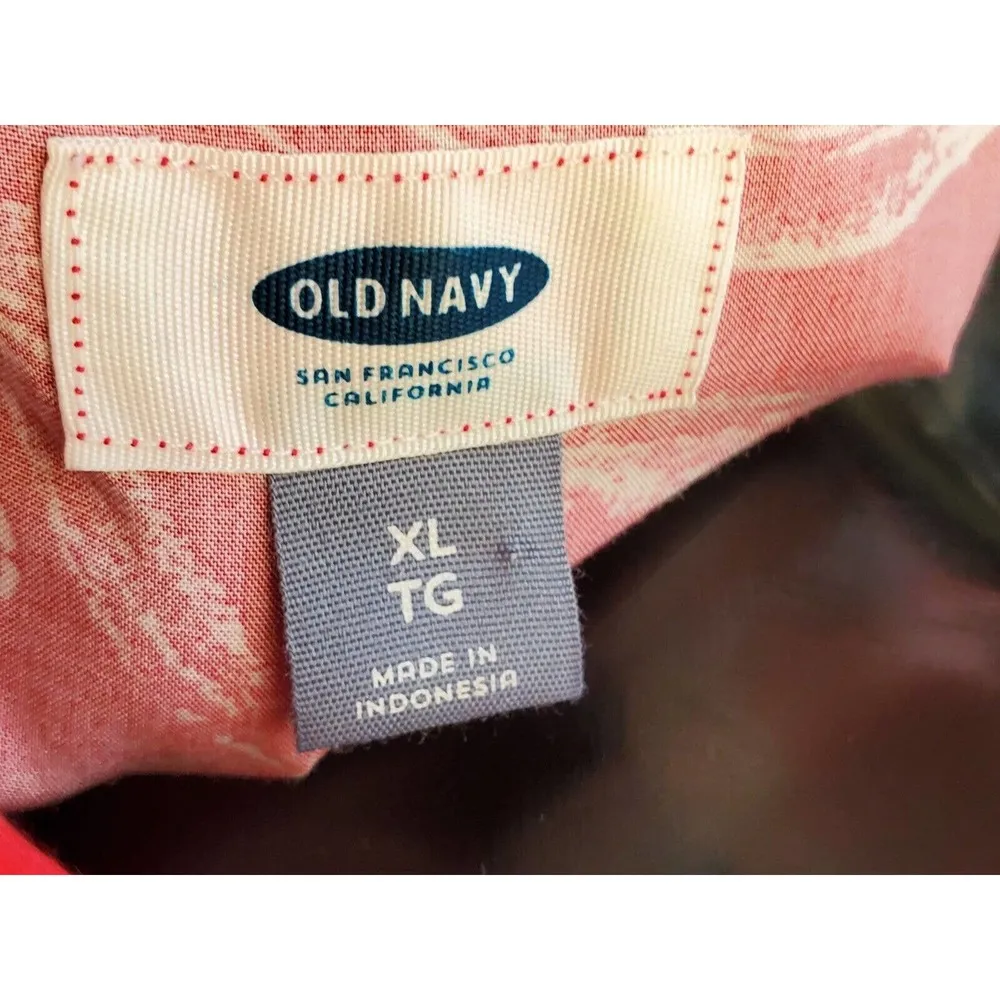 OLD NAVY
SAN FRANCISCO
CALIFORNIA
XL
TG
MADE IN
INDONESIA